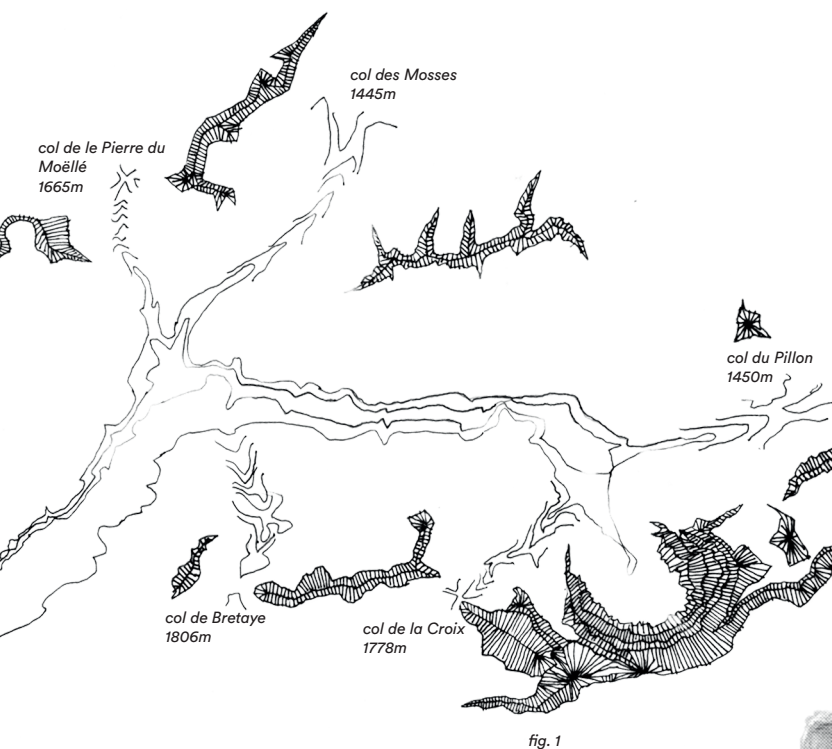 col des Mosses
1445m
col de le Pierre du
Moëllé
1665m
col du Pillon
1450m
col de Bretaye
1806m
col de la Croix
1778m
fig. 1